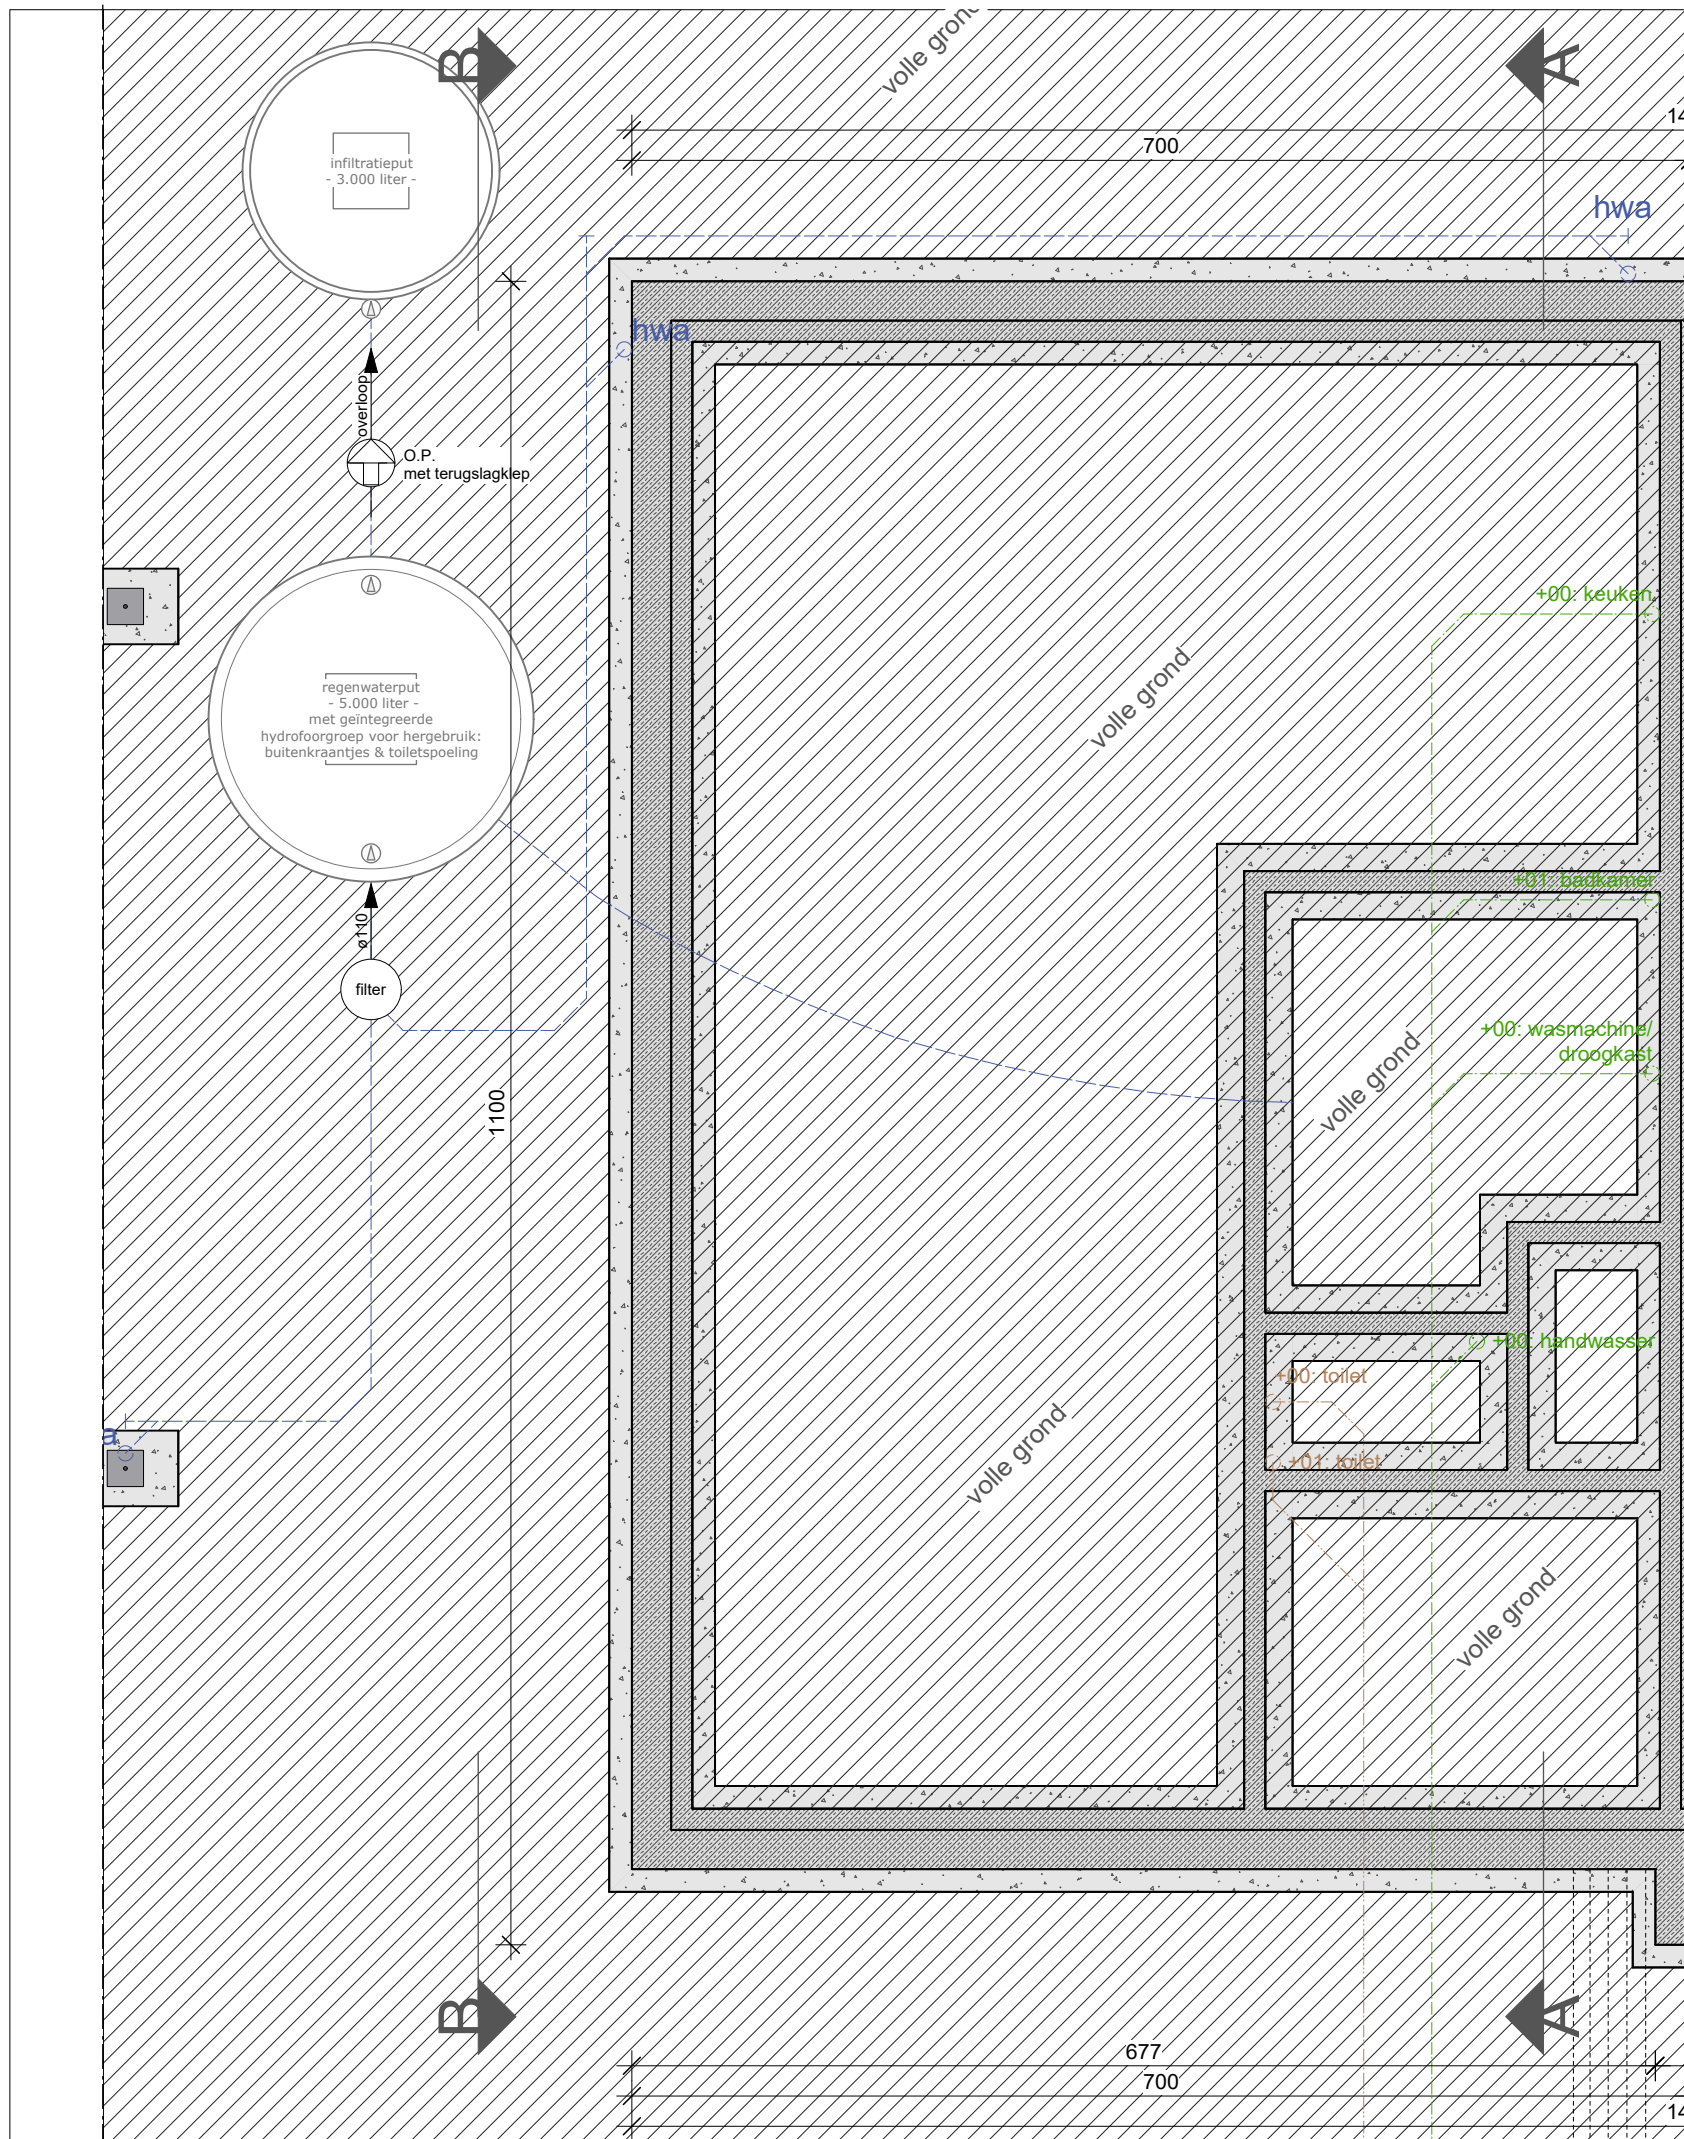 volle grond
B
A
14
700
infiltratieput
- 3.000 liter -
hwa
hwa
overloop
O.P.
met terugslagklep
+00: keuken
regenwaterput
- 5.000 liter -
met geïntegreerde
hydrofoorgroep voor hergebruik:
buitenkraantjes & toiletspoeling
volle grond
+01: badkamer
ø110
filter
+00: wasmachine/
droogkast
volle grond
1100
+00: handwasser
+00: toilet
a
+01: toilet
volle grond
volle grond
B
A
677
700
14